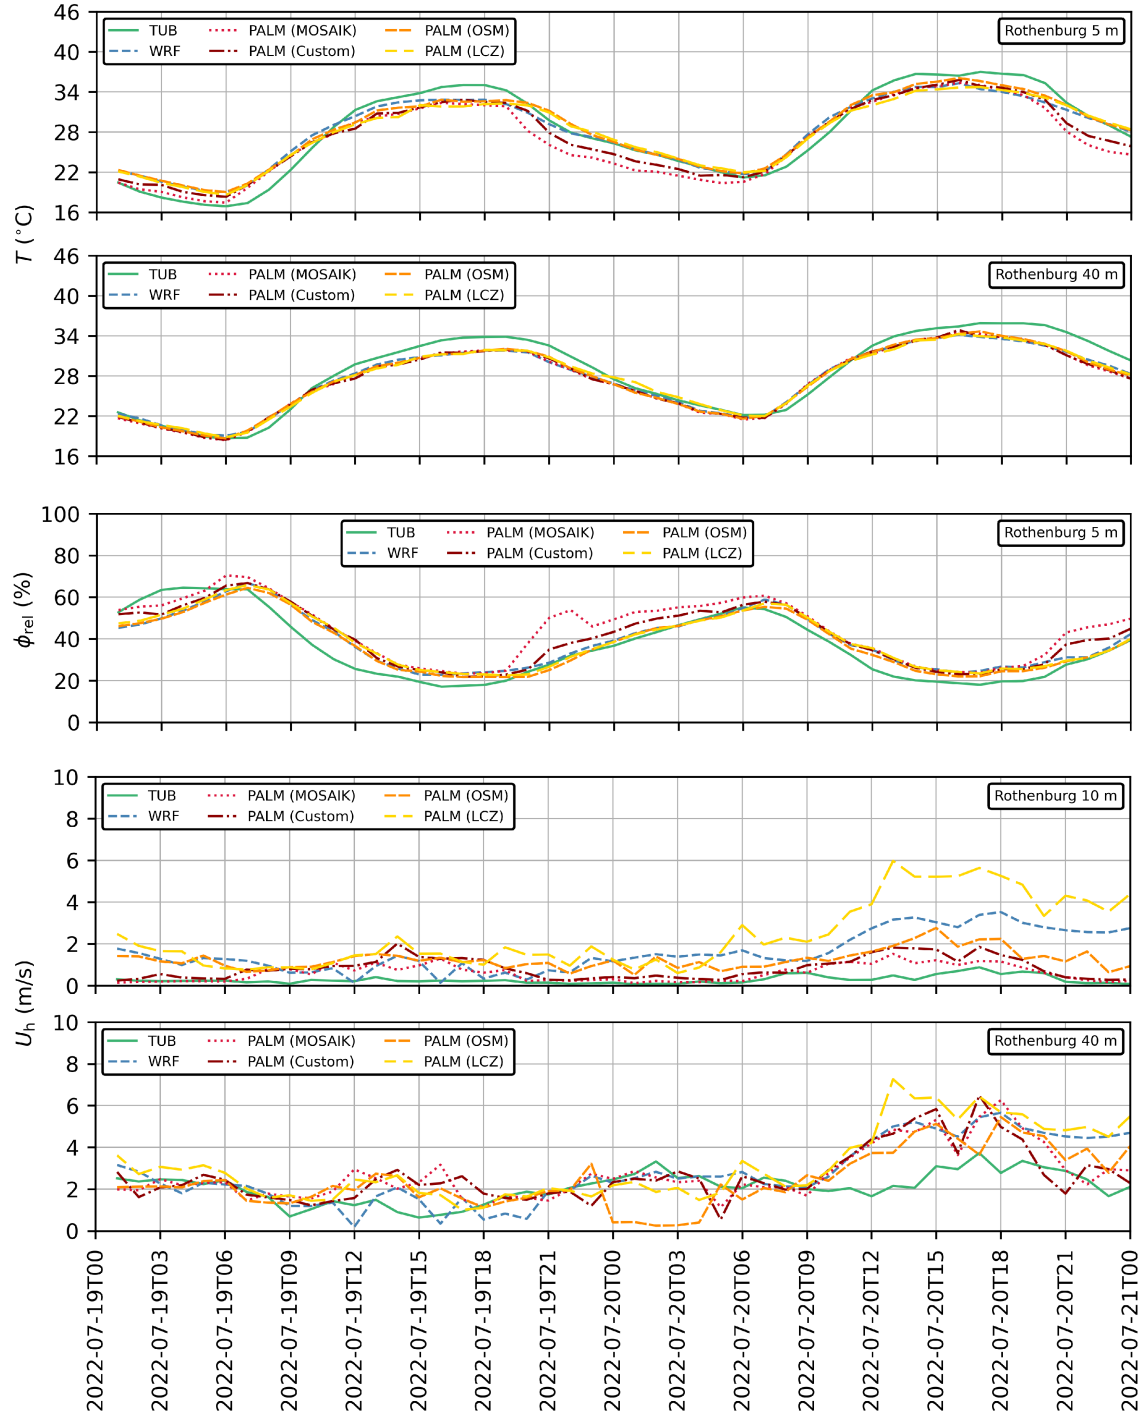 46
40
34
28
22
16
TUB
WRF
PALM (MOSAIK)
PALM (Custom)
PALM (OSM)
PALM (LCZ)
Rothenburg 5 m
T (°C)
46
40
34
28
22
16
TUB
WRF
PALM (MOSAIK)
PALM (Custom)
PALM (OSM)
PALM (LCZ)
Rothenburg 40 m
100
80
60
40
20
0
ϕrel (%)
TUB
WRF
PALM (MOSAIK)
PALM (Custom)
PALM (OSM)
PALM (LCZ)
Rothenburg 5 m
10
8
6
4
2
0
TUB
WRF
PALM (MOSAIK)
PALM (Custom)
PALM (OSM)
PALM (LCZ)
Rothenburg 10 m
Uh (m/s)
10
8
6
4
2
0
TUB
WRF
PALM (MOSAIK)
PALM (Custom)
PALM (OSM)
PALM (LCZ)
Rothenburg 40 m
2022-07-19T00
2022-07-19T03
2022-07-19T06
2022-07-19T09
2022-07-19T12
2022-07-19T15
2022-07-19T18
2022-07-19T21
2022-07-20T00
2022-07-20T03
2022-07-20T06
2022-07-20T09
2022-07-20T12
2022-07-20T15
2022-07-20T18
2022-07-20T21
2022-07-21T00